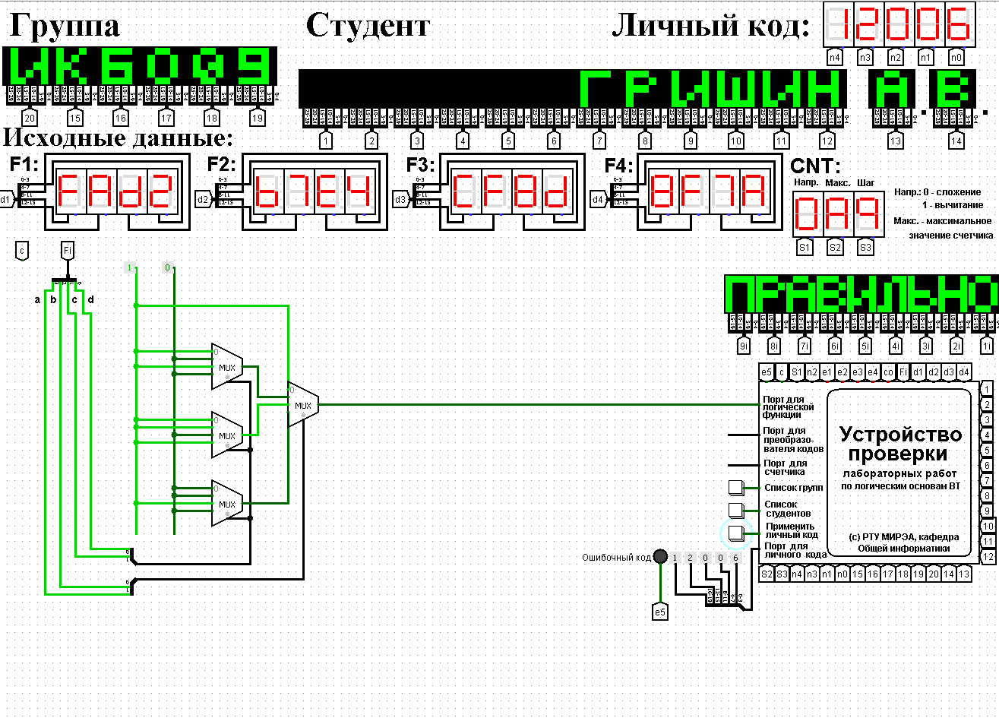 Группа Студент Личный код: 12006
n4 n3 n2 n1 n0
ИКБО09
ГРИШИН А . В .
20 15 16 17 18 19
1 2 3 4 5 6 7 8 9 10 11 12 13 14
Исходные данные:
F1: FAd2 F2: b7E4 F3: CF8d F4: 8F7A CNT:
d1 d2 d3 d4
0-3
4-7
8-11
12-15
Напр. Макс. Шаг
0A9
S1 S2 S3
Напр.: 0 - сложение
1 - вычитание
Макс. - максимальное
значение счетчика
c Fi
1 0
a b c d
ПРАВИЛЬНО
9i 8i 7i 6i 5i 4i 3i 2i 1i
MUX
MUX
MUX
MUX
e5 c S1 n2 e1 e2 e3 e4 co Fi d1 d2 d3 d4
Порт для
логической
функции
Порт для
преобразо-
вателя кодов
Порт для
счетчика
Список групп
Список
студентов
Применить
личный код
Порт для
личного кода
Устройство
проверки
лабораторных работ
по логическим основам ВТ
(с) РТУ МИРЭА, кафедра
Общей информатики
1
2
3
4
5
6
7
8
9
10
11
12
Ошибочный код 1 2 0 0 6
e5
S2 S3 n4 n3 n1 n0 15 16 17 18 19 20 14 13